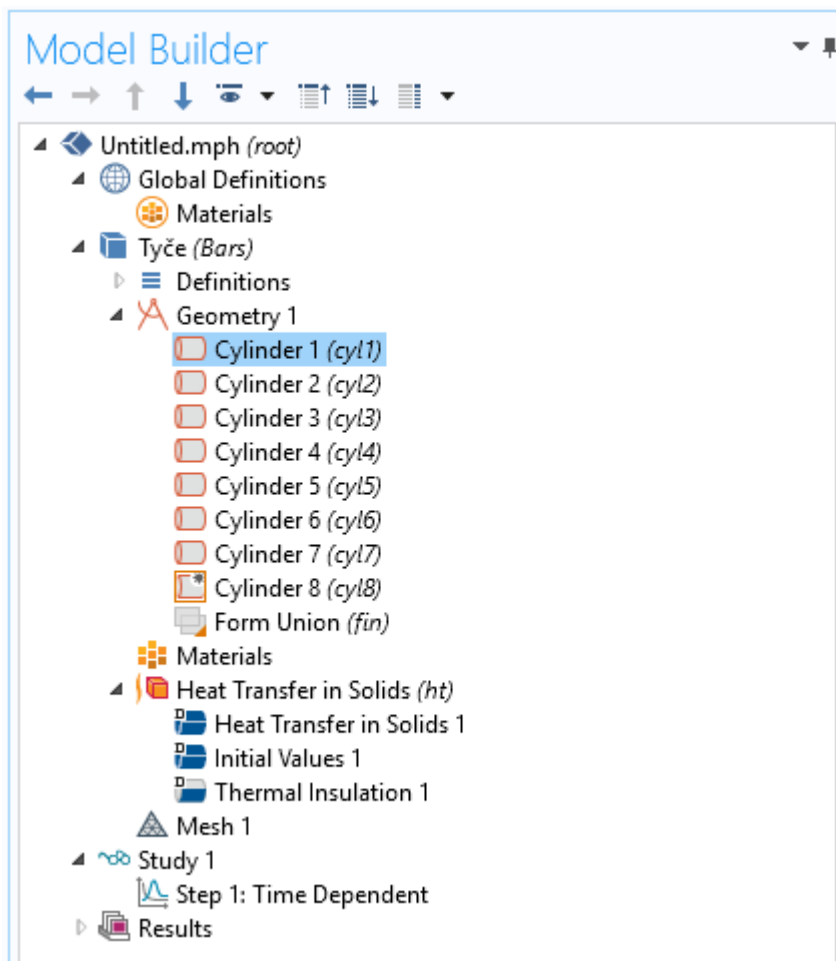 Model Builder
Untitled.mph (root)
Global Definitions
Materials
Tyče (Bars)
Definitions
Geometry 1
Cylinder 1 (cyl1)
Cylinder 2 (cyl2)
Cylinder 3 (cyl3)
Cylinder 4 (cyl4)
Cylinder 5 (cyl5)
Cylinder 6 (cyl6)
Cylinder 7 (cyl7)
Cylinder 8 (cyl8)
Form Union (fin)
Materials
Heat Transfer in Solids (ht)
Heat Transfer in Solids 1
Initial Values 1
Thermal Insulation 1
Mesh 1
Study 1
Step 1: Time Dependent
Results